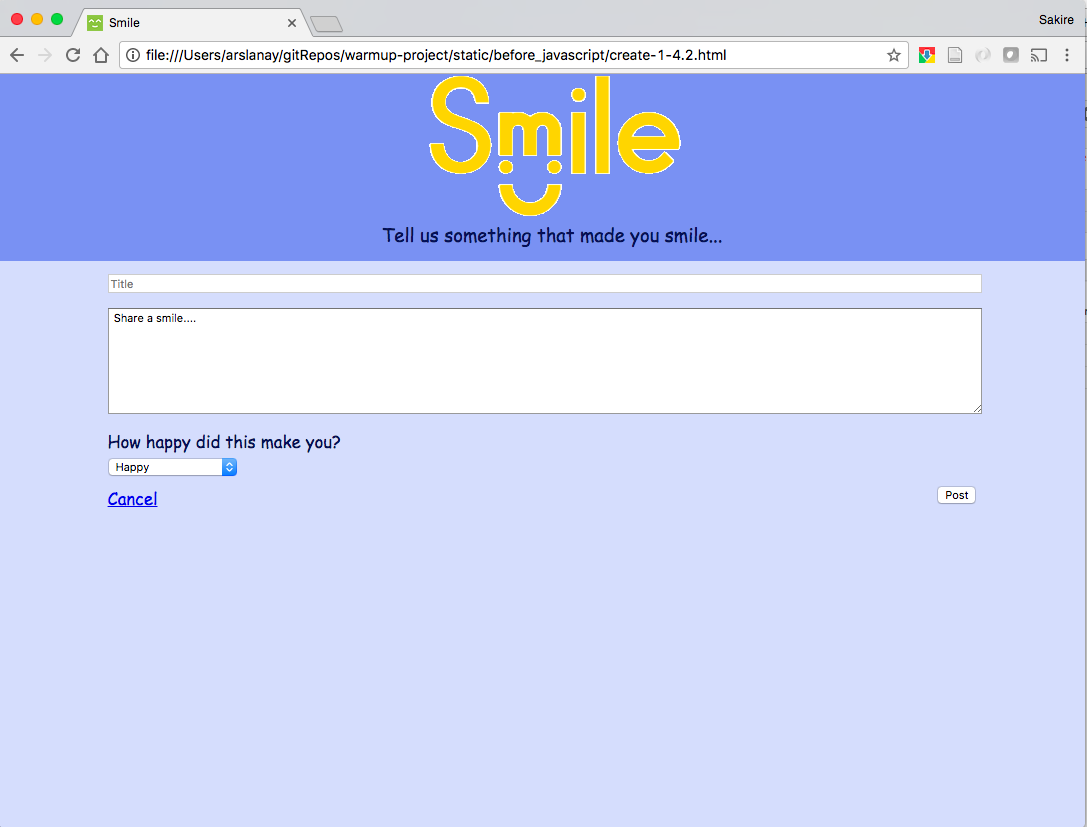 Smile
Sakire
file:///Users/arslanay/gitRepos/warmup-project/static/before_javascript/create-1-4.2.html
Smile
Tell us something that made you smile...
Title
Share a smile....
How happy did this make you?
Happy
Cancel
Post